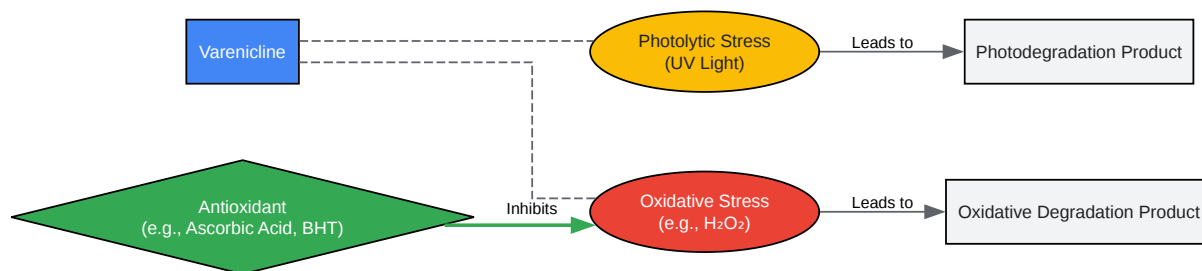 Varenicline
Photolytic Stress
(UV Light)
Leads to
Photodegradation Product
Antioxidant
(e.g., Ascorbic Acid, BHT)
Inhibits
Oxidative Stress
(e.g., H₂O₂)
Leads to
Oxidative Degradation Product